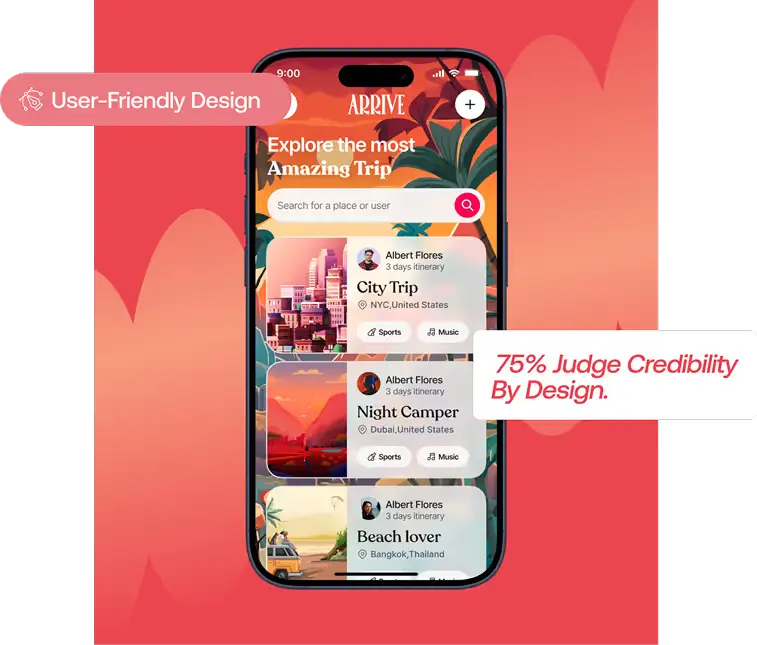 9:00
User-Friendly Design
ARRIVE
Explore the most
Amazing Trip
Search for a place or user
Albert Flores
3 days itinerary
City Trip
NYC,United States
Sports
Music
75% Judge Credibility
By Design.
Albert Flores
3 days itinerary
Night Camper
Dubai,United States
Sports
Music
Albert Flores
3 days itinerary
Beach lover
Bangkok,Thailand
Sports
Music